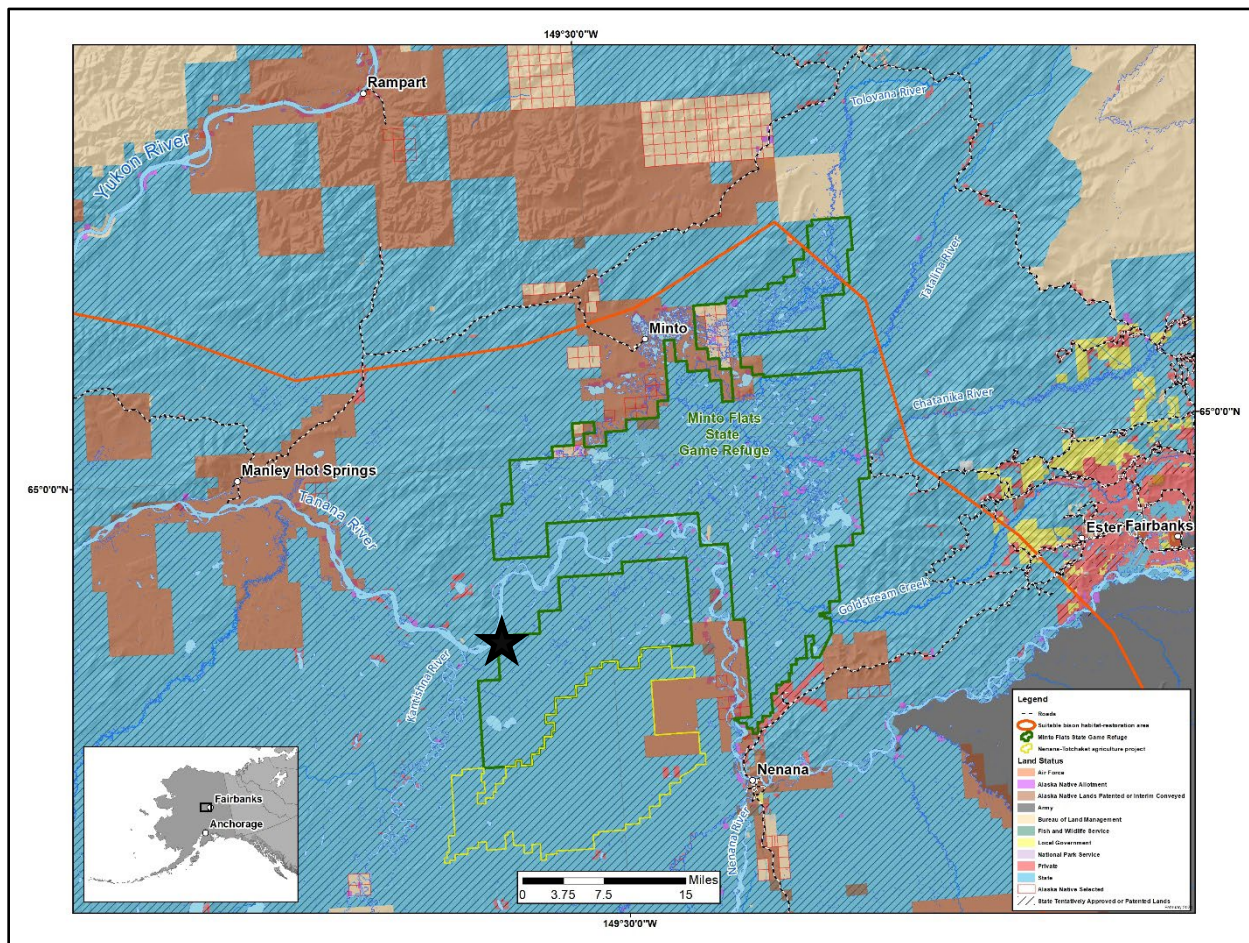 149°30'0"W
Rampart
Tolovana River
Yukon River
Tatalina River
Minto
Chatanika River
65°0'0"N
Minto Flats
State
Game Refuge
Manley Hot Springs
65°0'0"N
Tanana River
Ester
Fairbanks
Goldstream Creek
Kantishna River
Nenana
Nenana River
Fairbanks
Anchorage
Miles
0 3.75 7.5 15
149°30'0"W
Legend
Roads
Suitable bison habitat-restoration area
Minto Flats State Game Refuge
Nenana-Totchaket agriculture project
Land Status
Air Force
Alaska Native Allotment
Alaska Native Lands Patented or Interim Conveyed
Army
Bureau of Land Management
Fish and Wildlife Service
Local Government
National Park Service
Private
State
Alaska Native Selected
State Tentatively Approved or Patented Lands